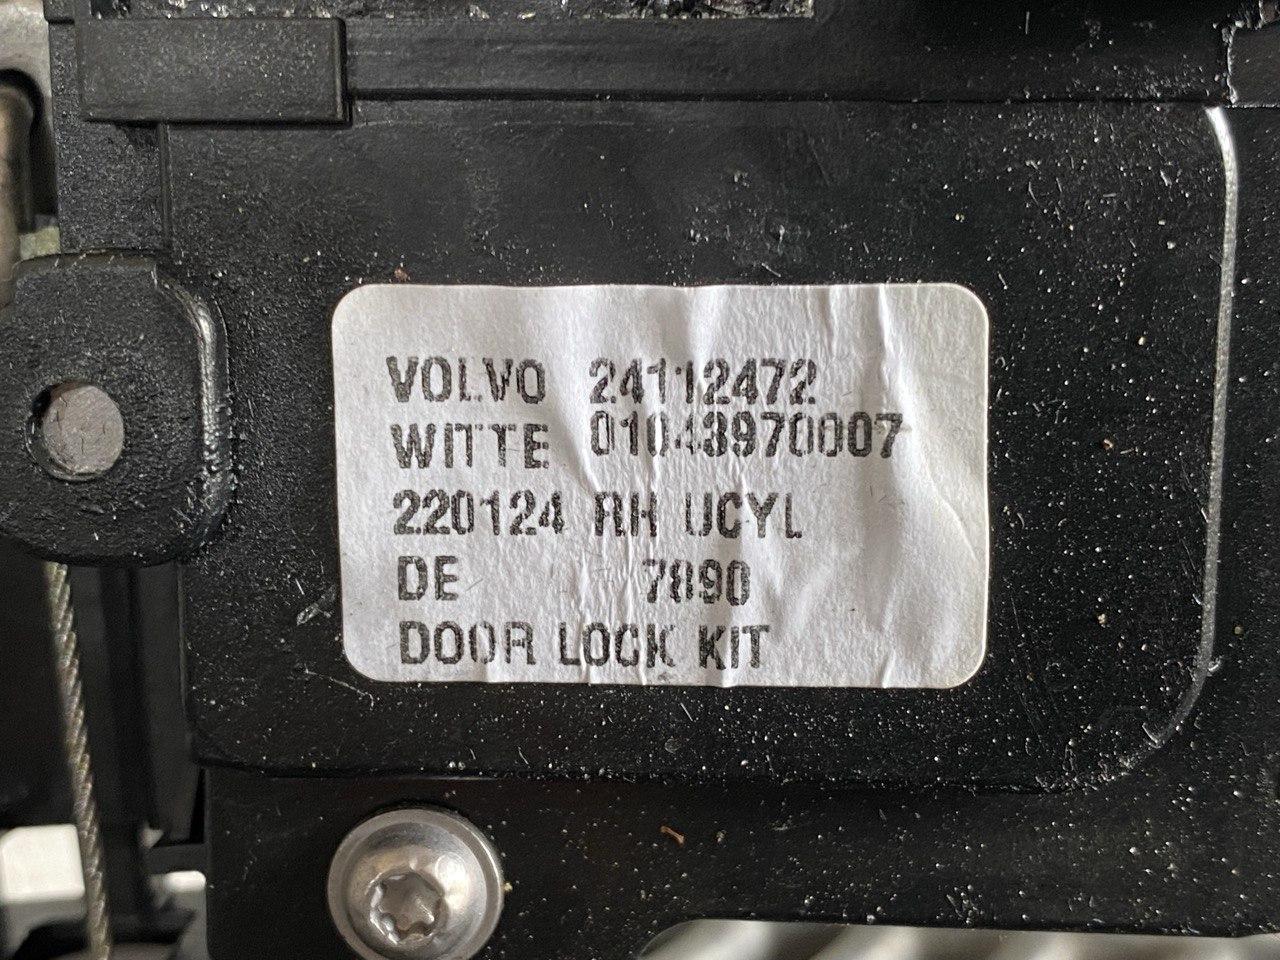 VOLVO 24112472
WITTE 01043970007
220124 RH UCYL
DE 7890
DOOR LOCK KIT